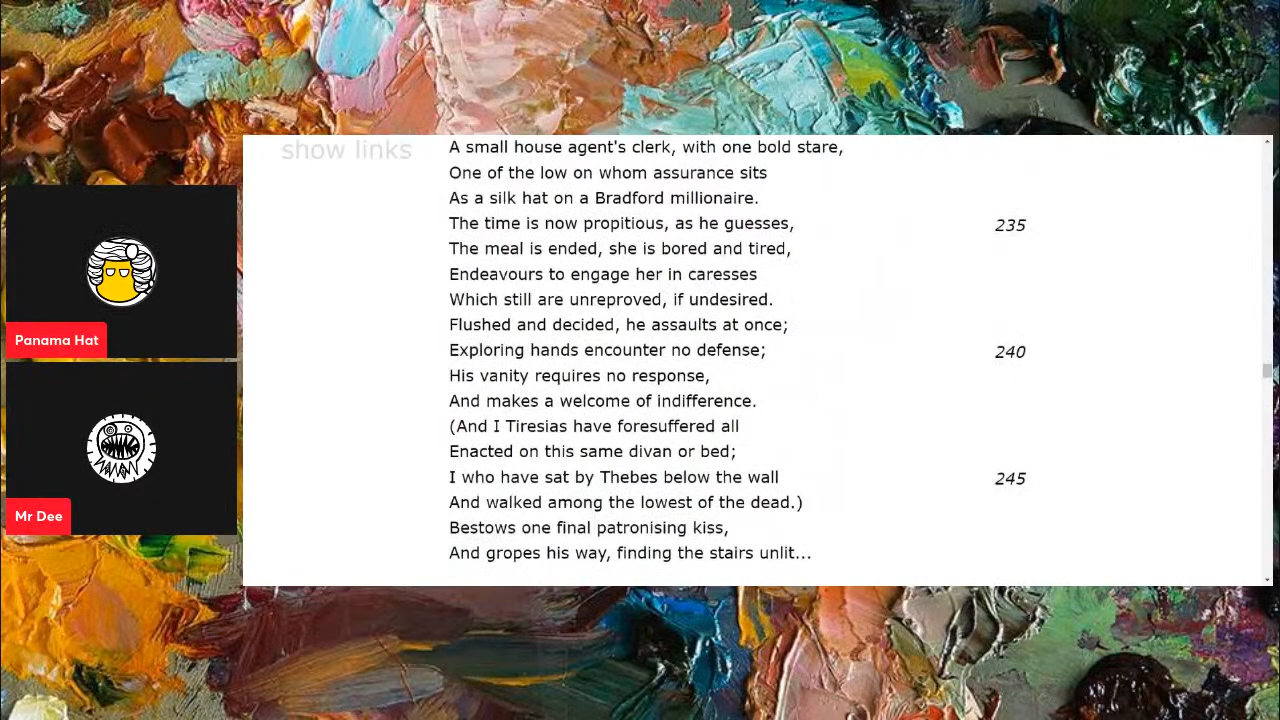 show links
A small house agent's clerk, with one bold stare,
One of the low on whom assurance sits
As a silk hat on a Bradford millionaire.
The time is now propitious, as he guesses,
235
The meal is ended, she is bored and tired,
Endeavours to engage her in caresses
Which still are unreproved, if undesired.
Flushed and decided, he assaults at once;
Exploring hands encounter no defense;
240
His vanity requires no response,
And makes a welcome of indifference.
(And I Tiresias have foresuffered all
Enacted on this same divan or bed;
I who have sat by Thebes below the wall
245
And walked among the lowest of the dead.)
Bestows one final patronising kiss,
And gropes his way, finding the stairs unlit...
Panama Hat
Mr Dee